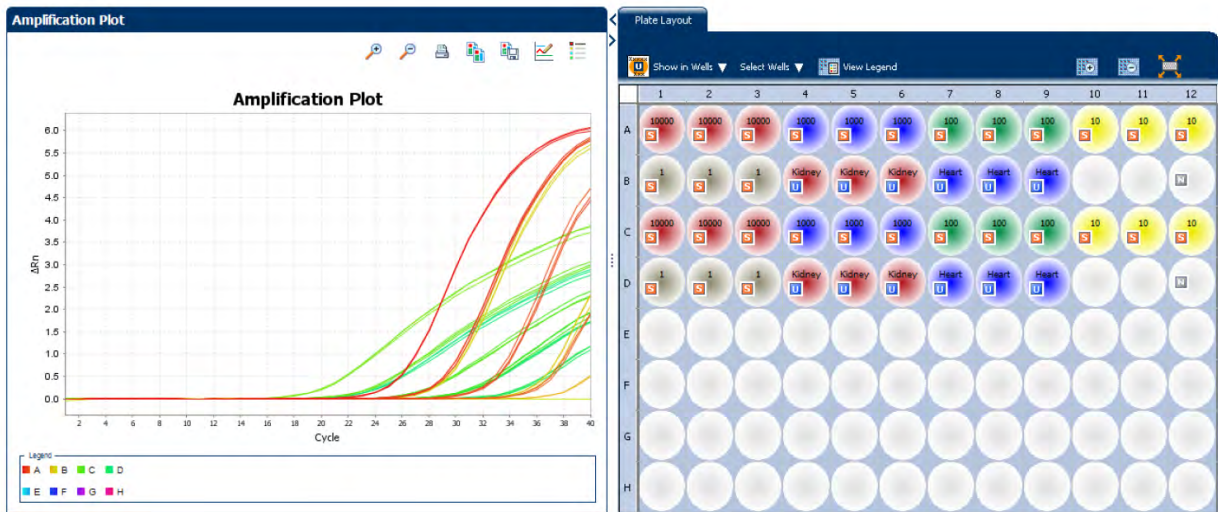 Amplification Plot
Amplification Plot
6.0
5.5
5.0
4.5
4.0
3.5
3.0
2.5
2.0
1.5
1.0
0.5
0.0
ΔRn
2 4 6 8 10 12 14 16 18 20 22 24 26 28 30 32 34 36 38 40
Cycle
Legend
A B C D
E F G H
Plate Layout
U Show in Wells ▼ Select Wells ▼ View Legend
1 2 3 4 5 6 7 8 9 10 11 12
A 10000 10000 10000 1000 1000 1000 100 100 100 10 10 10
S S S S S S S S S S S S
B 1 1 1 Kidney Kidney Kidney Heart Heart Heart
S S S U U U U U U N
C 10000 10000 10000 1000 1000 1000 100 100 100 10 10 10
S S S S S S S S S S S S
D 1 1 1 Kidney Kidney Kidney Heart Heart Heart
S S S U U U U U U N
E
F
G
H